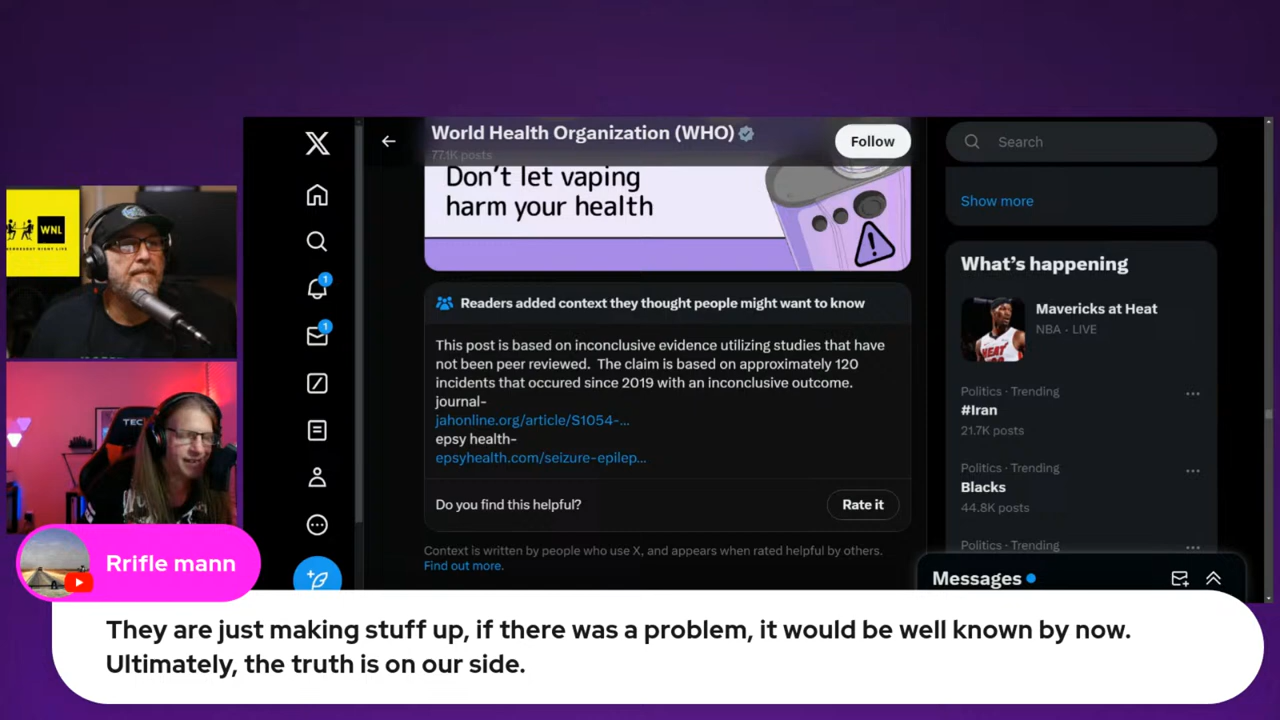 World Health Organization (WHO)
77.1K posts
Follow
Don't let vaping
harm your health
Readers added context they thought people might want to know
This post is based on inconclusive evidence utilizing studies that have
not been peer reviewed.  The claim is based on approximately 120
incidents that occured since 2019 with an inconclusive outcome.
journal-
jahonline.org/article/S1054-...
epsy health-
epsyhealth.com/seizure-epilep...
Do you find this helpful?
Rate it
Context is written by people who use X, and appears when rated helpful by others.
Find out more.
Search
Show more
What's happening
Mavericks at Heat
NBA · LIVE
HEAT
Politics · Trending
#Iran
21.7K posts
Politics · Trending
Blacks
44.8K posts
Politics · Trending
Messages
1
1
WNL
Rrifle mann
They are just making stuff up, if there was a problem, it would be well known by now.
Ultimately, the truth is on our side.